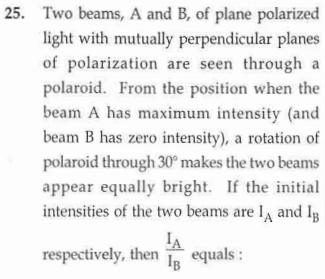 25. Two beams, A and B, of plane polarized
light with mutually perpendicular planes
of polarization are seen through a
polaroid. From the position when the
beam A has maximum intensity (and
beam B has zero intensity), a rotation of
polaroid through 30° makes the two beams
appear equally bright. If the initial
intensities of the two beams are I_A and I_B
respectively, then I_A/I_B equals :